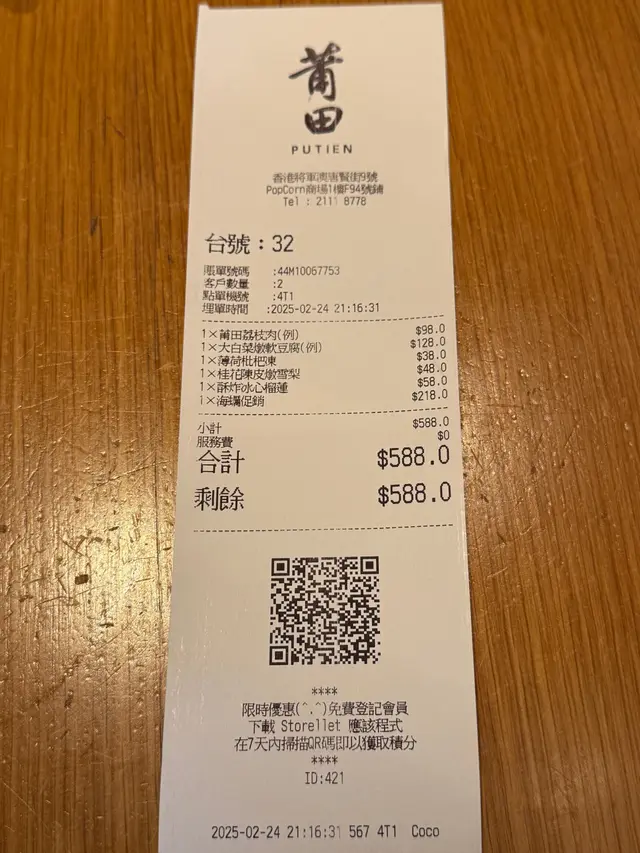 莆田
PUTIEN
香港將軍澳唐賢街9號
PopCorn商場1樓F94號鋪
Tel : 2111 8778
台號：32
賬單號碼 :44M10067753
客戶數量 :2
點單機號 :4T1
埋單時間 :2025-02-24 21:16:31
1×莆田荔枝肉(例) $98.0
1×大白菜燉軟豆腐(例) $128.0
1×薄荷枇杷凍 $38.0
1×桂花陳皮燉雪梨 $48.0
1×酥炸冰心榴蓮 $58.0
1×海蠣促銷 $218.0
小計 $588.0
服務費 $0
合計 $588.0
剩餘 $588.0
****
限時優惠(^.^)免費登記會員
下載 Storellet 應該程式
在7天內掃描QR碼即以獲取積分
****
ID:421
2025-02-24 21:16:31 567 4T1 Coco